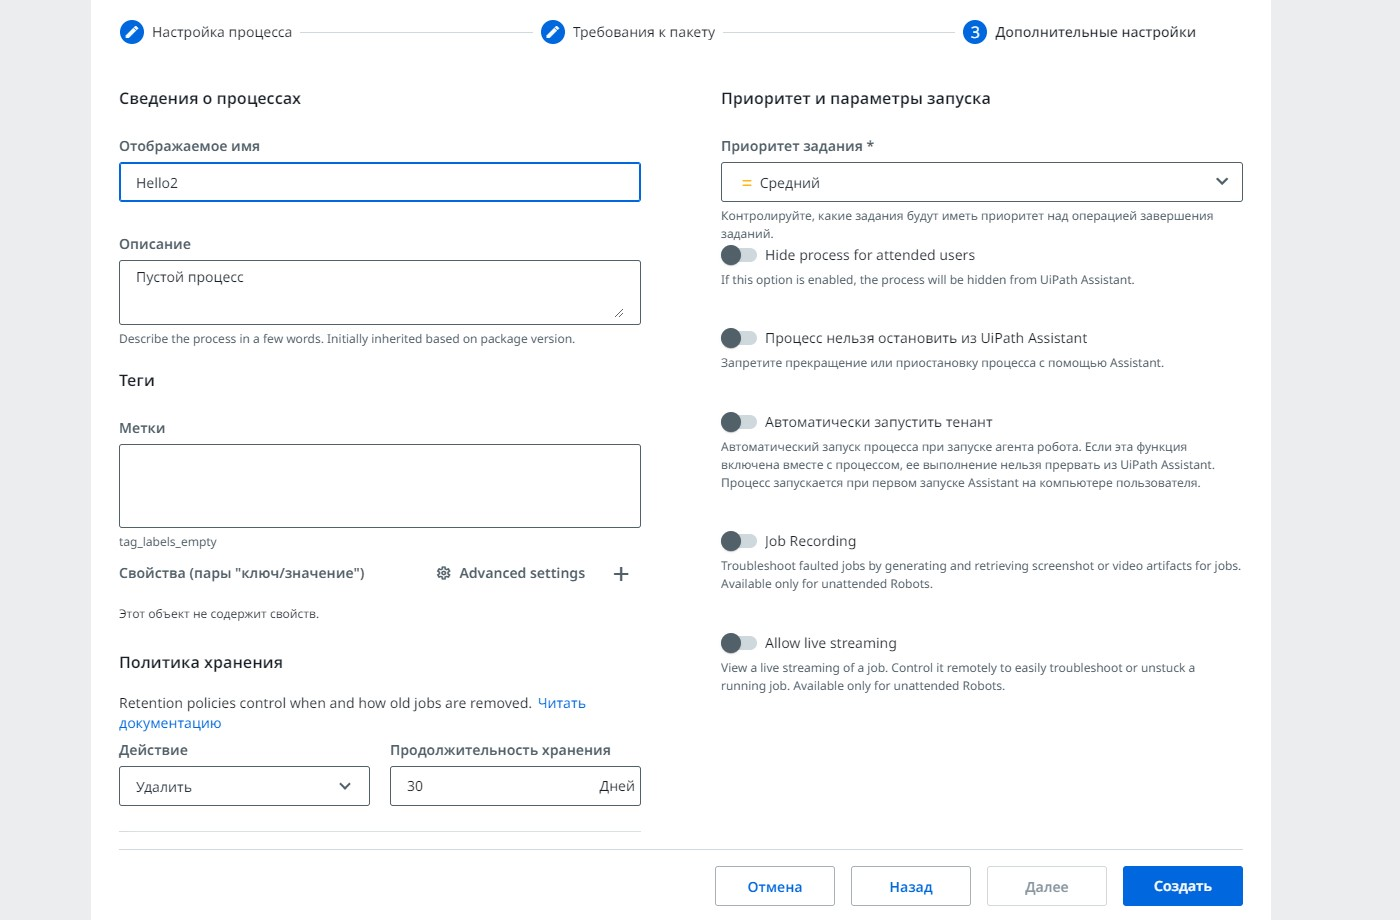 Настройка процесса
Требования к пакету
3 Дополнительные настройки
Сведения о процессах
Отображаемое имя
Hello2
Описание
Пустой процесс
Describe the process in a few words. Initially inherited based on package version.
Теги
Метки
tag_labels_empty
Свойства (пары "ключ/значение")
Advanced settings
Этот объект не содержит свойств.
Политика хранения
Retention policies control when and how old jobs are removed. Читать
документацию
Действие
Удалить
Продолжительность хранения
30 Дней
Приоритет и параметры запуска
Приоритет задания *
Средний
Контролируйте, какие задания будут иметь приоритет над операцией завершения
заданий.
Hide process for attended users
If this option is enabled, the process will be hidden from UiPath Assistant.
Процесс нельзя остановить из UiPath Assistant
Запретите прекращение или приостановку процесса с помощью Assistant.
Автоматически запустить тенант
Автоматический запуск процесса при запуске агента робота. Если эта функция
включена вместе с процессом, ее выполнение нельзя прервать из UiPath Assistant.
Процесс запускается при первом запуске Assistant на компьютере пользователя.
Job Recording
Troubleshoot faulted jobs by generating and retrieving screenshot or video artifacts for jobs.
Available only for unattended Robots.
Allow live streaming
View a live streaming of a job. Control it remotely to easily troubleshoot or unstuck a
running job. Available only for unattended Robots.
Отмена
Назад
Далее
Создать